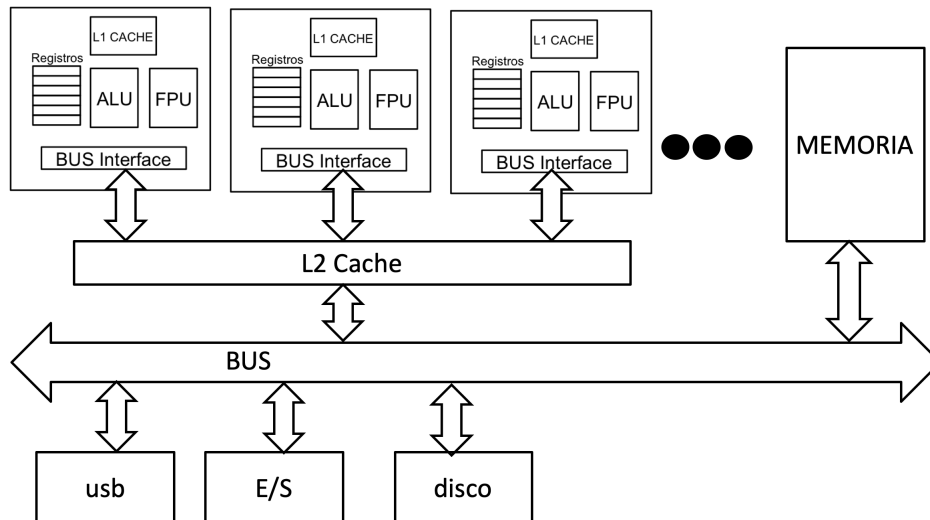 L1 CACHE
Registros
ALU
FPU
BUS Interface
L1 CACHE
Registros
ALU
FPU
BUS Interface
L1 CACHE
Registros
ALU
FPU
BUS Interface
MEMORIA
L2 Cache
BUS
usb
E/S
disco